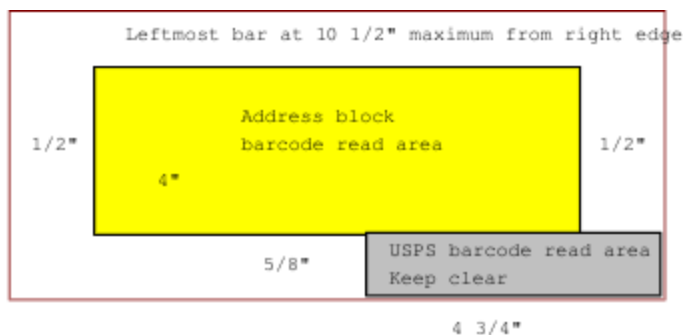 Leftmost bar at 10 1/2" maximum from right edge
Address block
1/2" barcode read area 1/2"
4"
USPS barcode read area
5/8"
Keep clear
4 3/4"